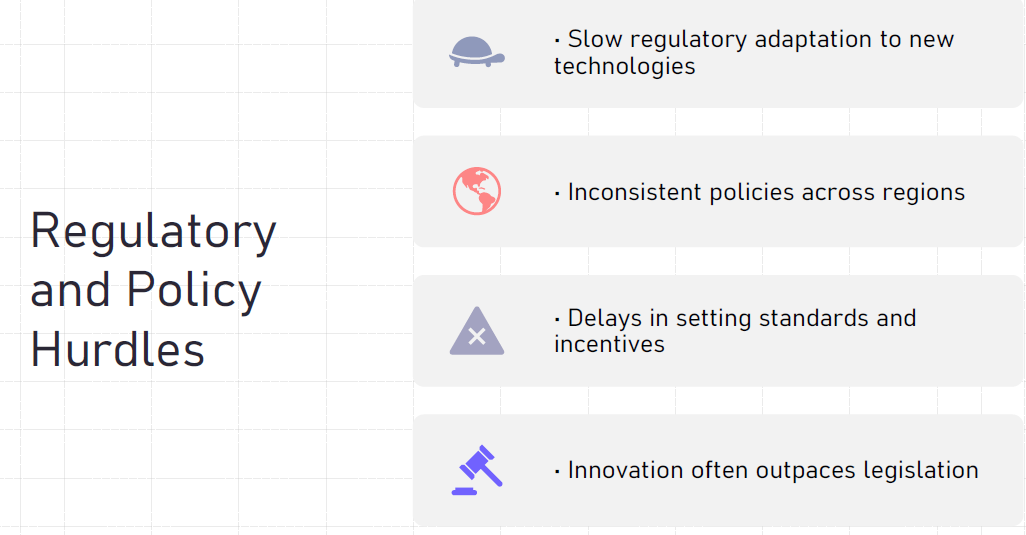 Regulatory
and Policy
Hurdles
· Slow regulatory adaptation to new
technologies
· Inconsistent policies across regions
· Delays in setting standards and
incentives
· Innovation often outpaces legislation